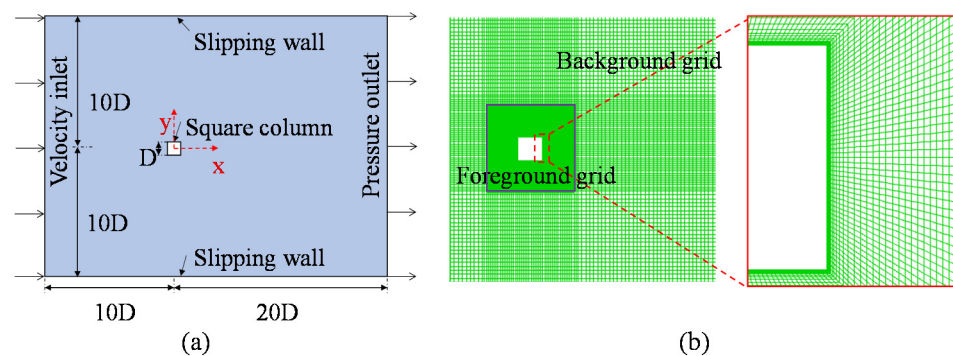 Slipping wall
Velocity inlet
10D
y
Square column
D
x
Pressure outlet
10D
Slipping wall
10D
20D
(a)
Background grid
Foreground grid
(b)